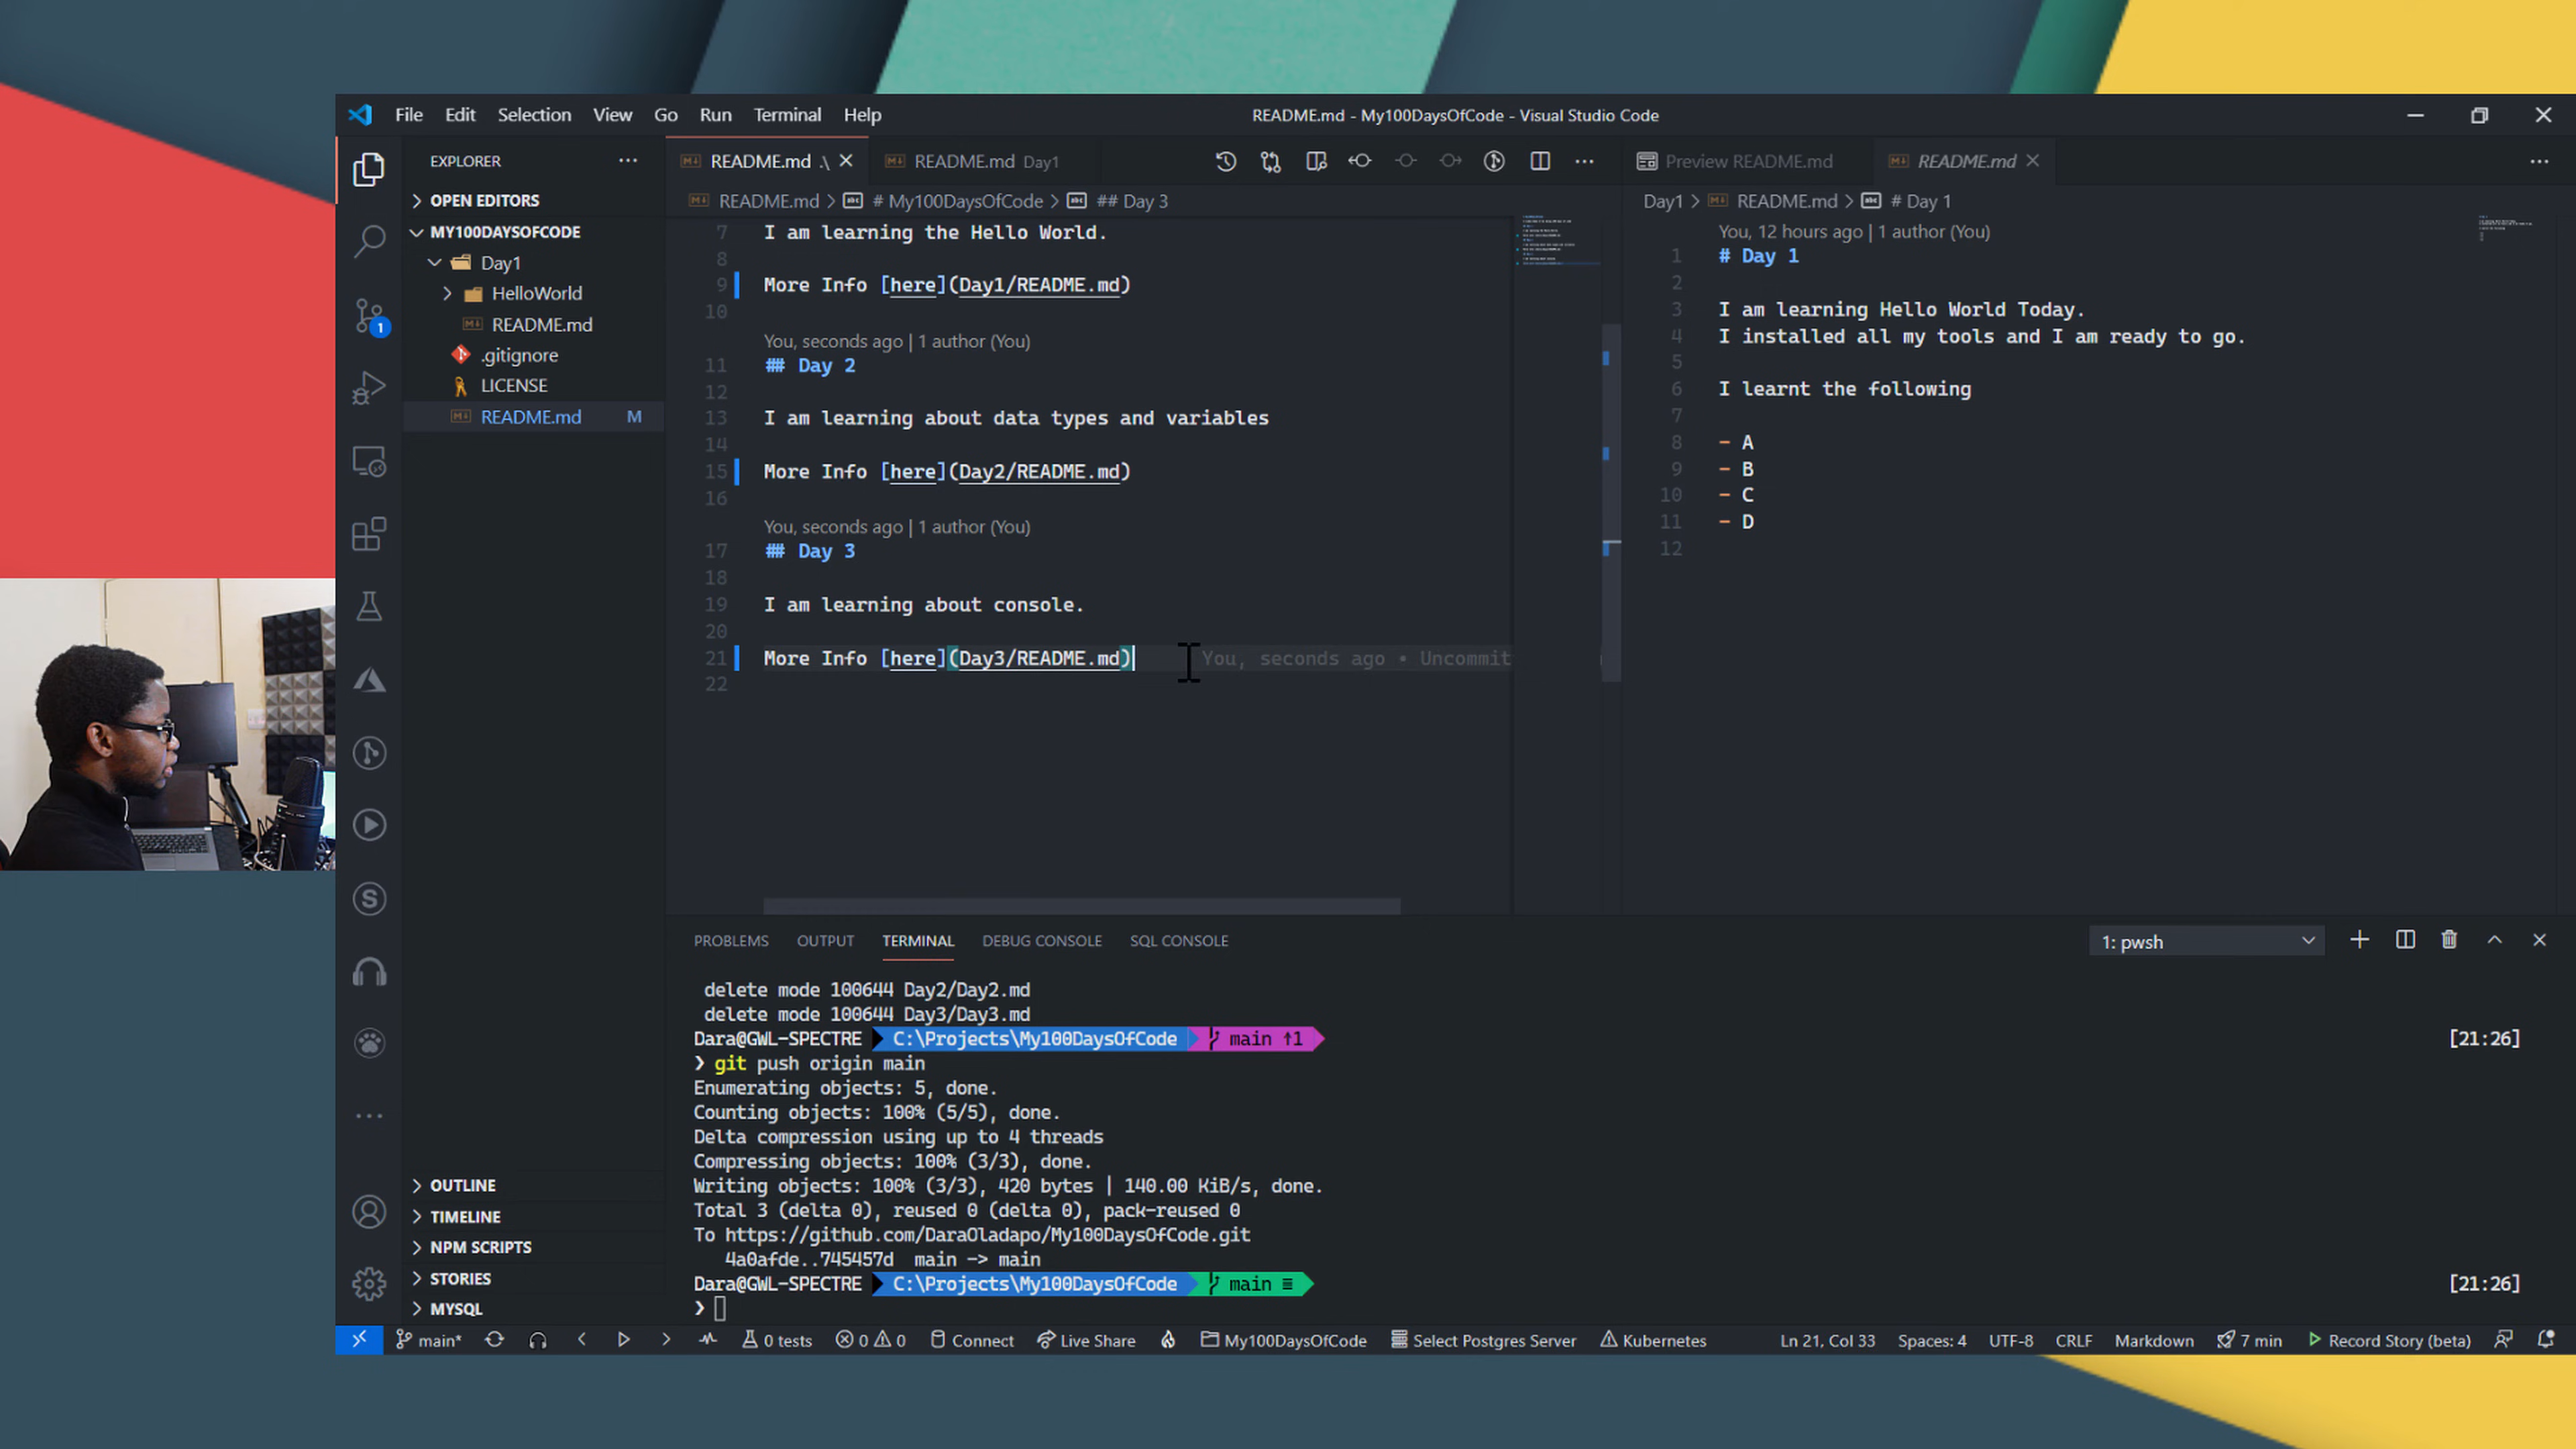 File Edit Selection View Go Run Terminal Help
README.md - My100DaysOfCode - Visual Studio Code
EXPLORER
OPEN EDITORS
MY100DAYSOFCODE
Day1
HelloWorld
README.md
.gitignore
LICENSE
README.md M
1
OUTLINE
TIMELINE
NPM SCRIPTS
STORIES
MYSQL
README.md .\
README.md Day1
README.md > # My100DaysOfCode > ## Day 3
7 I am learning the Hello World.
8
9 More Info [here](Day1/README.md)
10
You, seconds ago | 1 author (You)
11 ## Day 2
12
13 I am learning about data types and variables
14
15 More Info [here](Day2/README.md)
16
You, seconds ago | 1 author (You)
17 ## Day 3
18
19 I am learning about console.
20
21 More Info [here](Day3/README.md) You, seconds ago • Uncommit
22
Preview README.md
README.md
Day1 > README.md > # Day 1
You, 12 hours ago | 1 author (You)
1 # Day 1
2
3 I am learning Hello World Today.
4 I installed all my tools and I am ready to go.
5
6 I learnt the following
7
8 - A
9 - B
10 - C
11 - D
12
PROBLEMS OUTPUT TERMINAL DEBUG CONSOLE SQL CONSOLE
1: pwsh
delete mode 100644 Day2/Day2.md
delete mode 100644 Day3/Day3.md
Dara@GWL-SPECTRE C:\Projects\My100DaysOfCode main ↑1 [21:26]
❯ git push origin main
Enumerating objects: 5, done.
Counting objects: 100% (5/5), done.
Delta compression using up to 4 threads
Compressing objects: 100% (3/3), done.
Writing objects: 100% (3/3), 420 bytes | 140.00 KiB/s, done.
Total 3 (delta 0), reused 0 (delta 0), pack-reused 0
To https://github.com/DaraOladapo/My100DaysOfCode.git
4a0afde..745457d main -> main
Dara@GWL-SPECTRE C:\Projects\My100DaysOfCode main ≡ [21:26]
❯
main* 0 tests 0 0 Connect Live Share My100DaysOfCode Select Postgres Server Kubernetes Ln 21, Col 33 Spaces: 4 UTF-8 CRLF Markdown 7 min Record Story (beta)